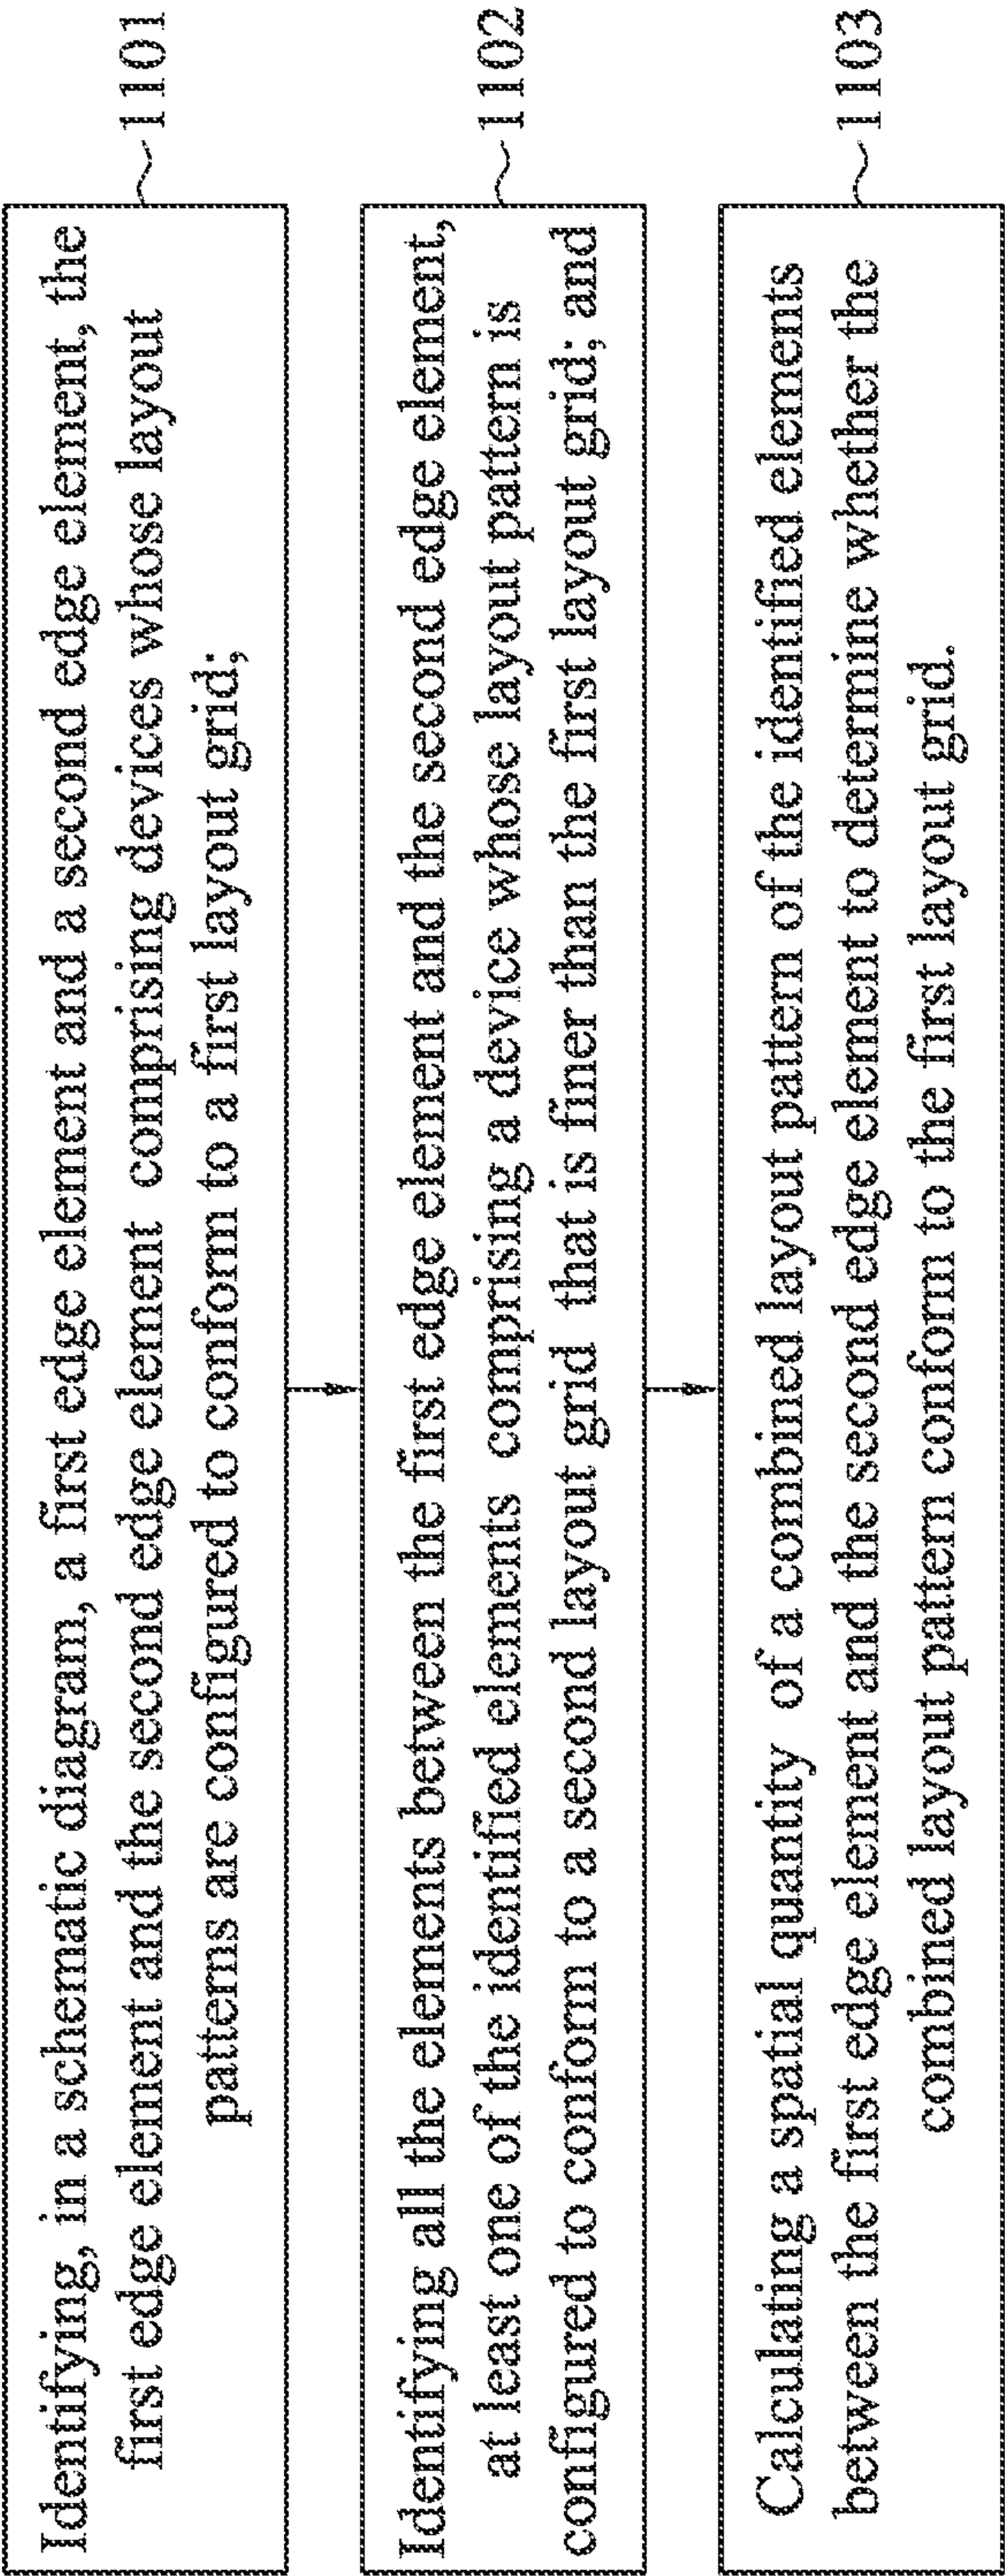 Identifying, in a schematic diagram, a first edge element and a second edge element, the
first edge element and the second edge element comprising devices whose layout
patterns are configured to conform to a first layout grid;
1101
Identifying all the elements between the first edge element and the second edge element,
at least one of the identified elements comprising a device whose layout pattern is
configured to conform to a second layout grid that is finer than the first layout grid; and
1102
Calculating a spatial quantity of a combined layout pattern of the identified elements
between the first edge element and the second edge element to determine whether the
combined layout pattern conform to the first layout grid.
1103